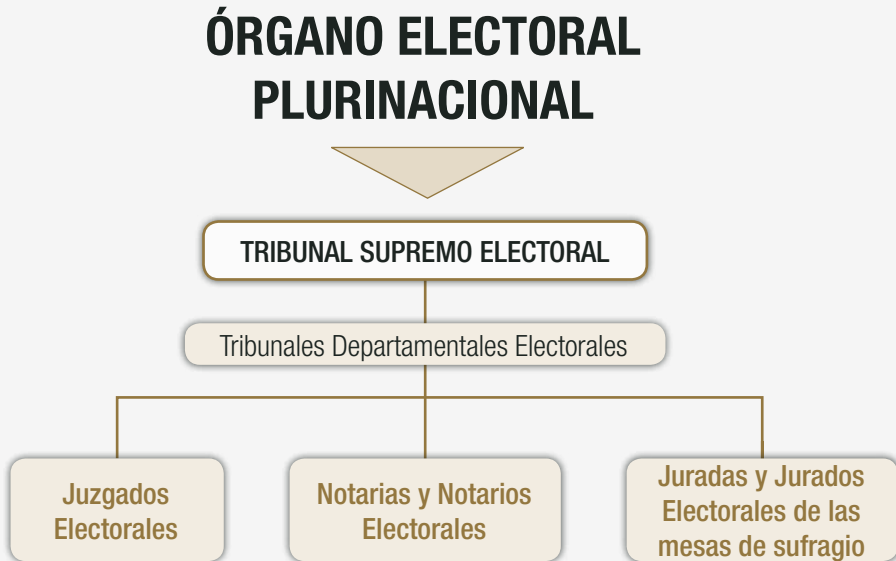 ÓRGANO ELECTORAL
PLURINACIONAL
TRIBUNAL SUPREMO ELECTORAL
Tribunales Departamentales Electorales
Juzgados
Electorales
Notarias y Notarios
Electorales
Juradas y Jurados
Electorales de las
mesas de sufragio